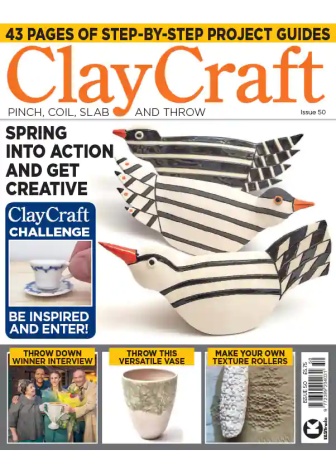 43 PAGES OF STEP-BY-STEP PROJECT GUIDES
ClayCraft
PINCH, COIL, SLAB AND THROW
Issue 50
SPRING
INTO ACTION
AND GET
CREATIVE
ClayCraft
CHALLENGE
BE INSPIRED
AND ENTER!
THROW DOWN
WINNER INTERVIEW
THROW THIS
VERSATILE VASE
MAKE YOUR OWN
TEXTURE ROLLERS
ISSUE 50